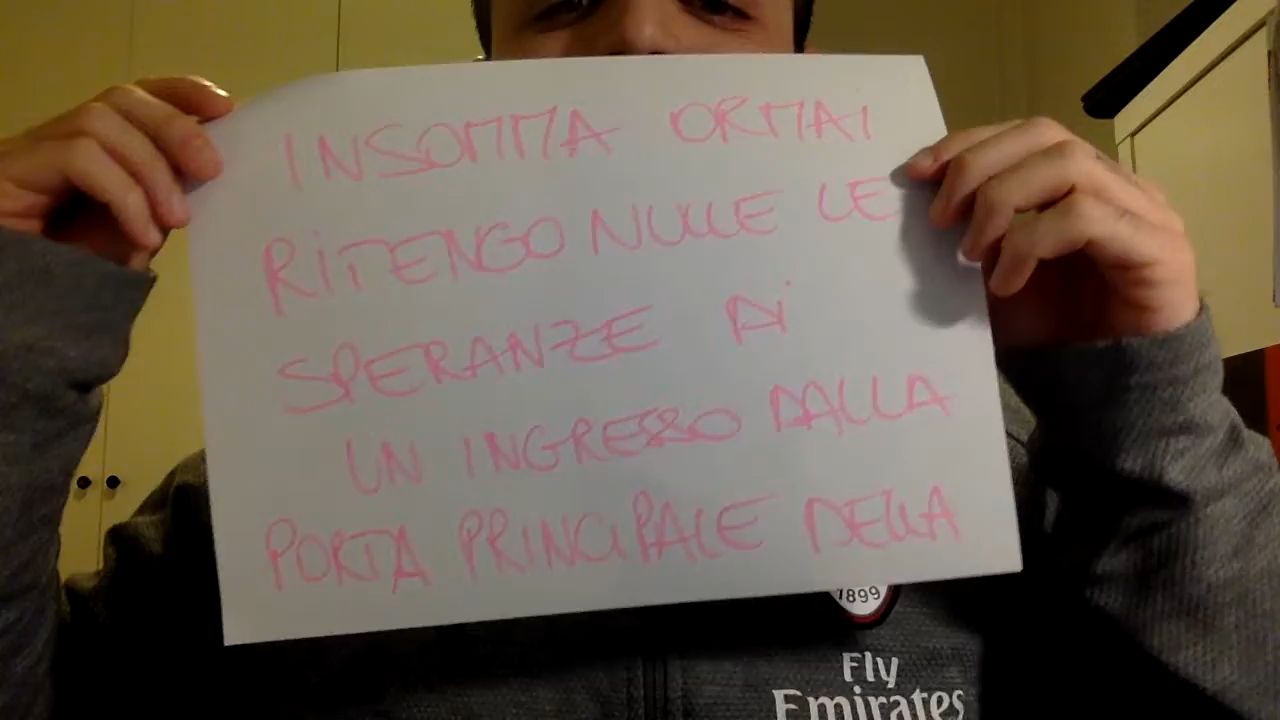 INSOMMA ORMAI
RITENGO NULLE LE
SPERANZE Di
UN INGRESSO DALLA
PORTA PRINCIPALE DELLA
1899
Fly
Emirates